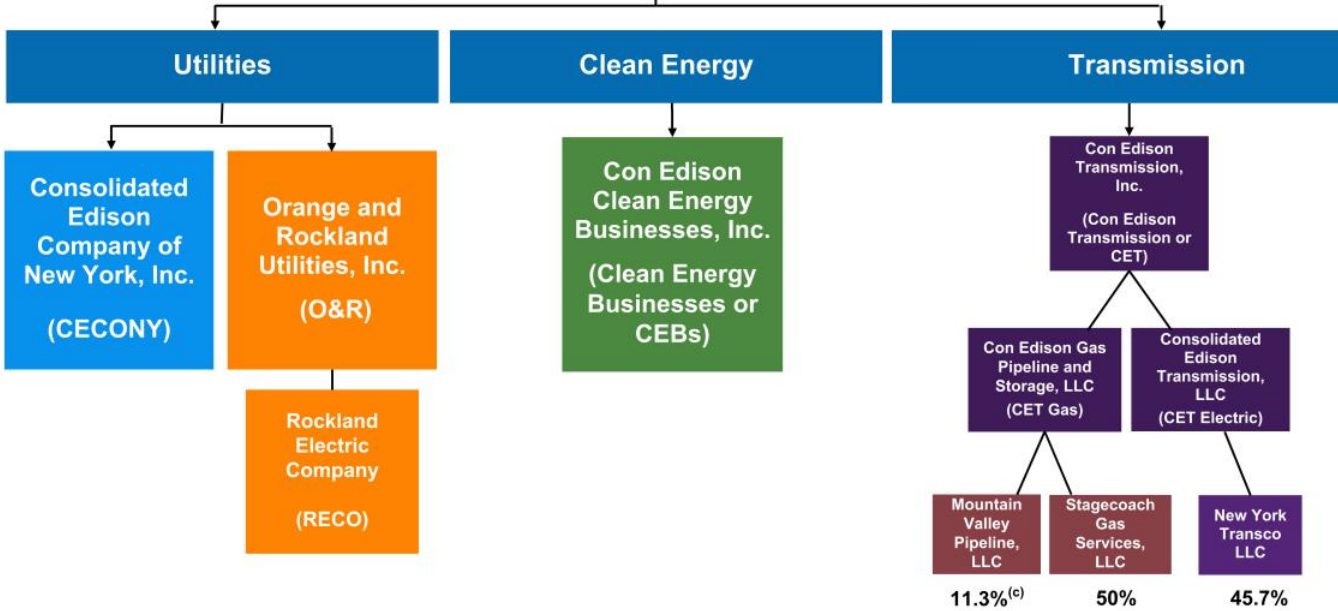 Utilities
Clean Energy
Transmission
Consolidated
Edison
Company of
New York, Inc.
(CECONY)
Orange and
Rockland
Utilities, Inc.
(O&R)
Rockland
Electric
Company
(RECO)
Con Edison
Clean Energy
Businesses, Inc.
(Clean Energy
Businesses or
CEBs)
Con Edison
Transmission,
Inc.
(Con Edison
Transmission or
CET)
Con Edison Gas
Pipeline and
Storage, LLC
(CET Gas)
Consolidated
Edison
Transmission,
LLC
(CET Electric)
Mountain
Valley
Pipeline,
LLC
11.3%(c)
Stagecoach
Gas
Services,
LLC
50%
New York
Transco
LLC
45.7%